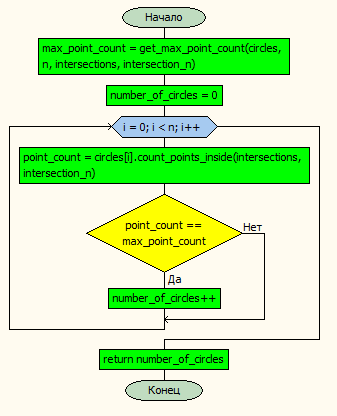 Начало
max_point_count = get_max_point_count(circles,
n, intersections, intersection_n)
number_of_circles = 0
i = 0; i < n; i++
point_count = circles[i].count_points_inside(intersections,
intersection_n)
point_count ==
max_point_count
Нет
Да
number_of_circles++
return number_of_circles
Конец